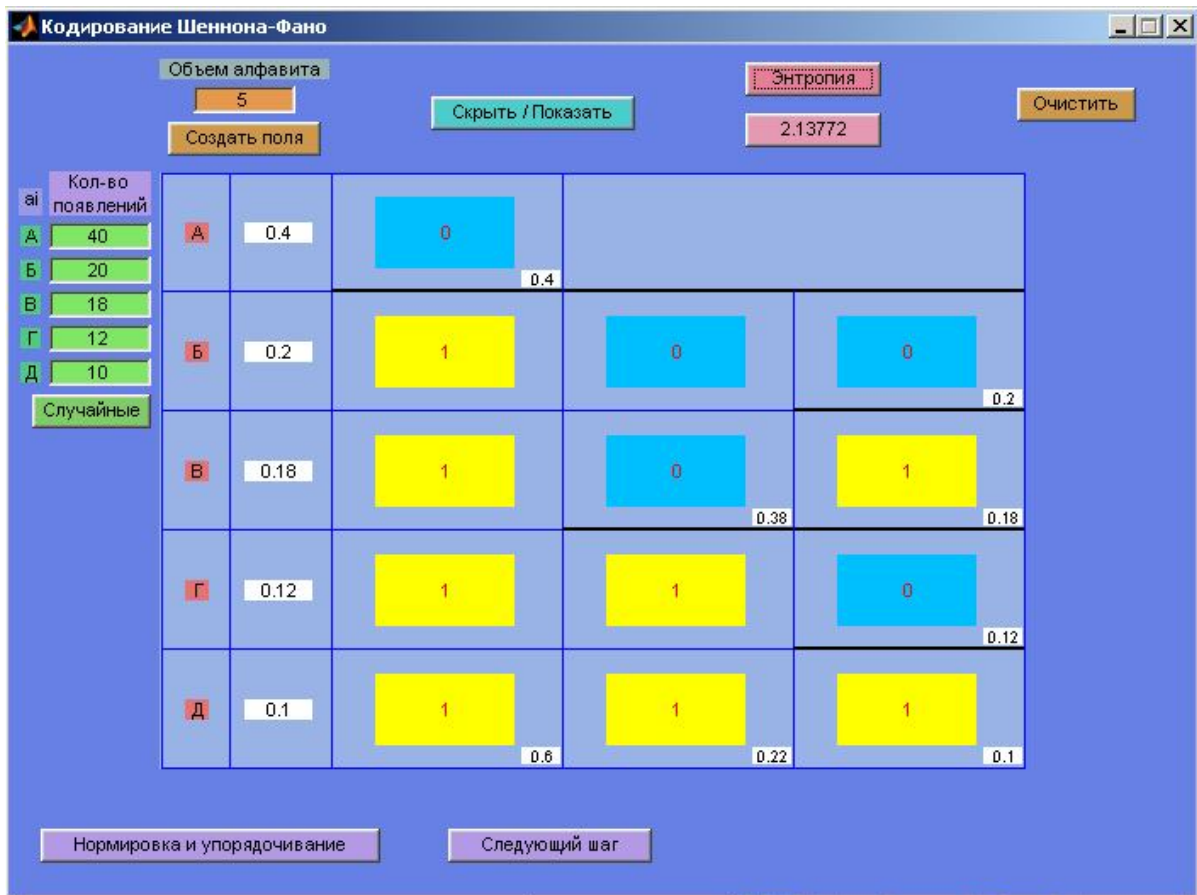 Кодирование Шеннона-Фано
Объем алфавита
5
Создать поля
Скрыть / Показать
Энтропия
2.13772
Очистить
ai Кол-во появлений
А 40
Б 20
В 18
Г 12
Д 10
Случайные
А 0.4 0
0.4
Б 0.2 1 0 0
0.2
В 0.18 1 0 1
0.38 0.18
Г 0.12 1 1 0
0.12
Д 0.1 1 1 1
0.6 0.22 0.1
Нормировка и упорядочивание
Следующий шаг